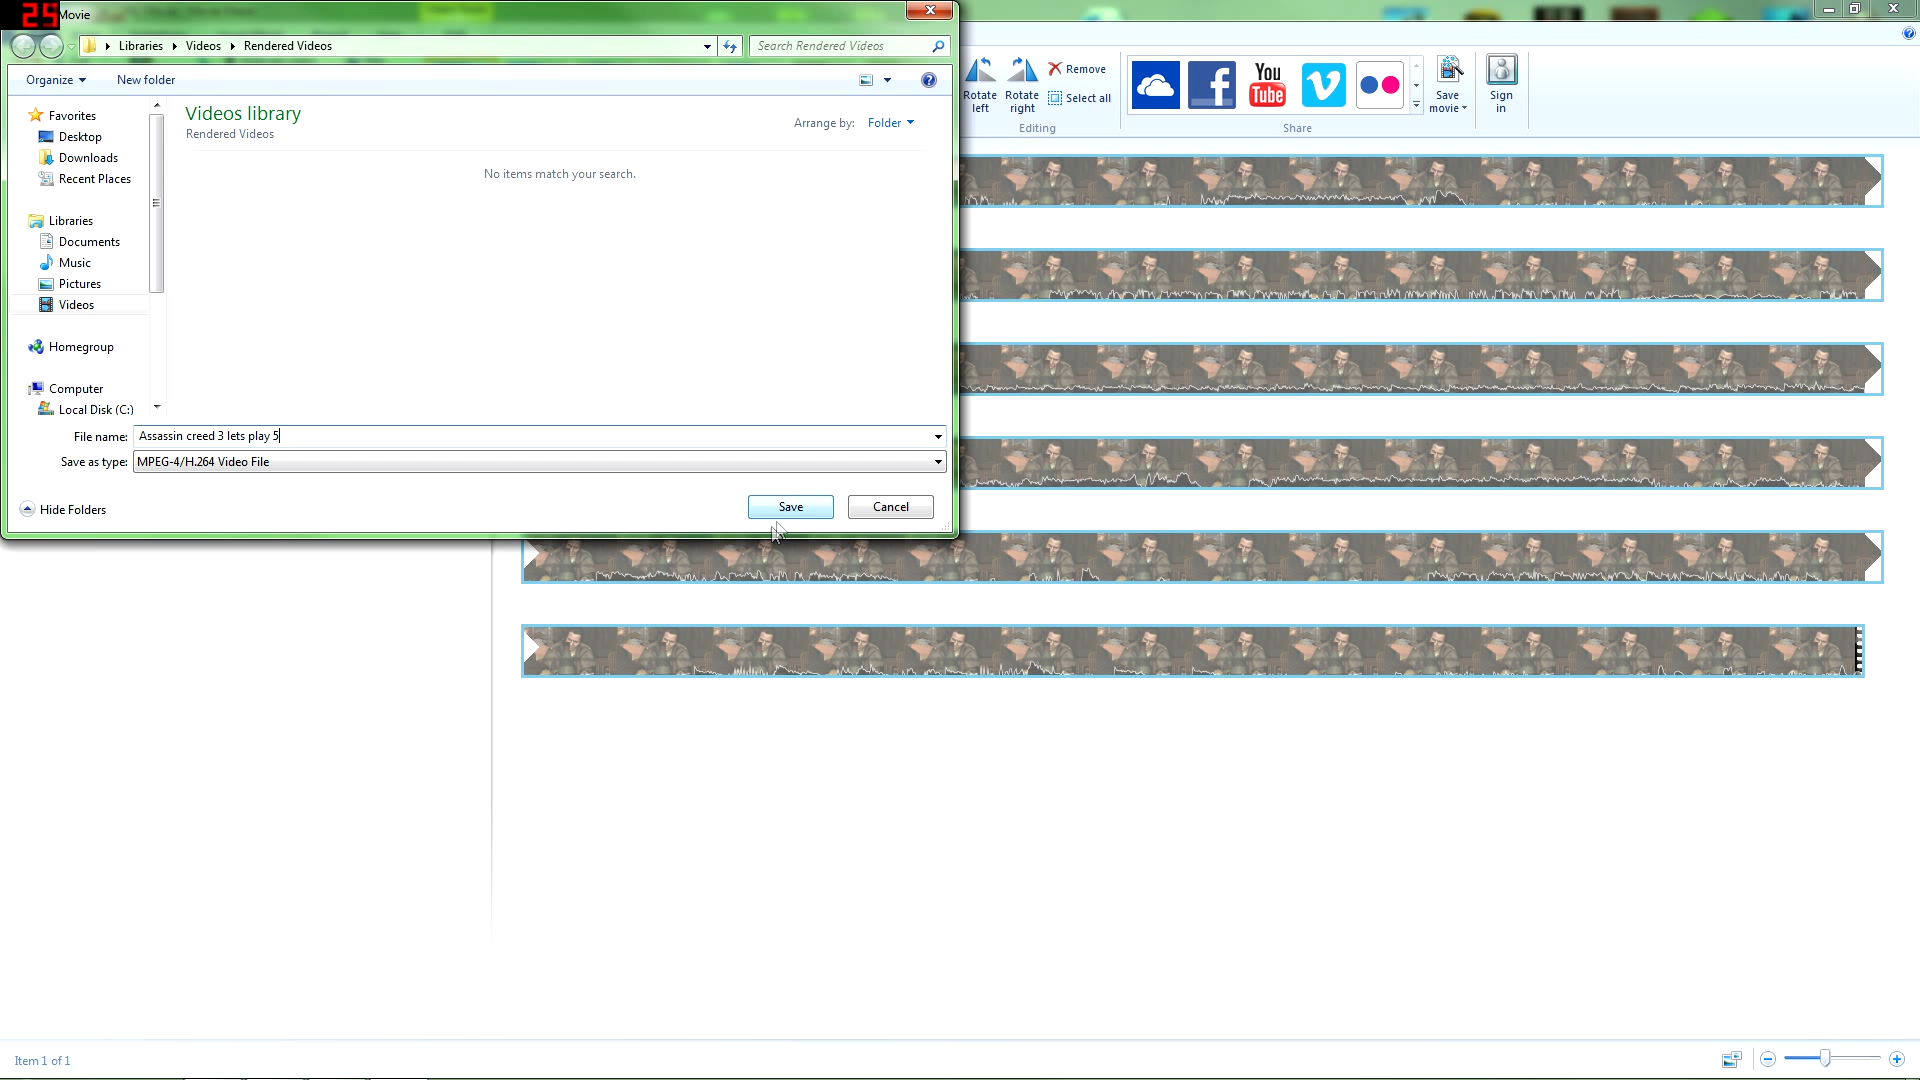 29
Movie
Libraries Videos Rendered Videos
Search Rendered Videos
Organize
New folder
Favorites
Desktop
Downloads
Recent Places
Libraries
Documents
Music
Pictures
Videos
Homegroup
Computer
Local Disk (C:)
Videos library
Rendered Videos
Arrange by: Folder
No items match your search.
File name: Assassin creed 3 lets play 5
Save as type: MPEG-4/H.264 Video File
Hide Folders
Save
Cancel
Rotate left
Rotate right
Remove
Select all
Editing
You Tube
Share
Save movie
Sign in
Item 1 of 1